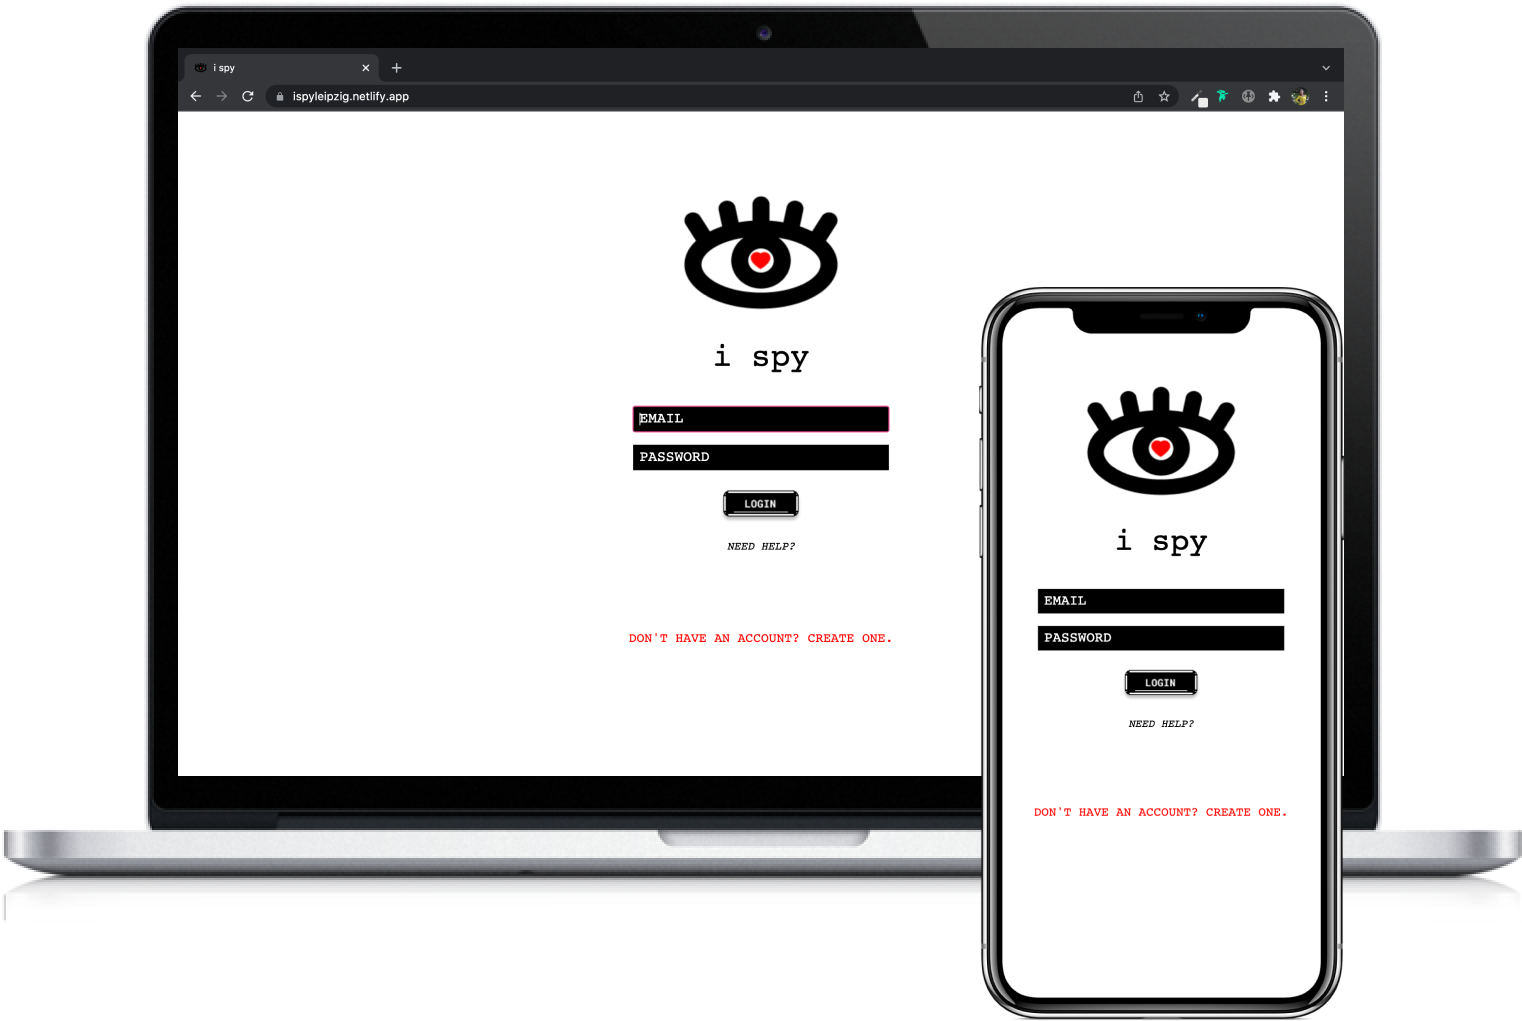 i spy
ispyleipzig.netlify.app
i spy
EMAIL
PASSWORD
LOGIN
NEED HELP?
DON'T HAVE AN ACCOUNT? CREATE ONE.
i spy
EMAIL
PASSWORD
LOGIN
NEED HELP?
DON'T HAVE AN ACCOUNT? CREATE ONE.